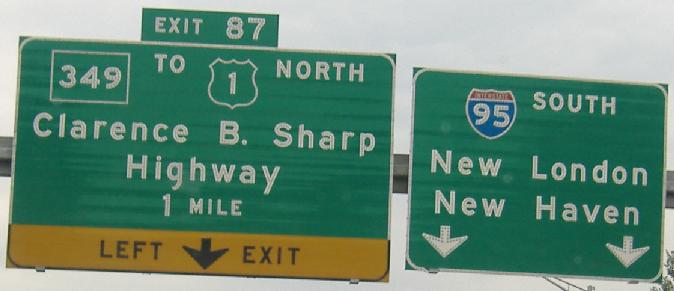 EXIT 87
349 TO 1 NORTH
Clarence B. Sharp
Highway
1 MILE
LEFT EXIT
INTERSTATE
95 SOUTH
New London
New Haven